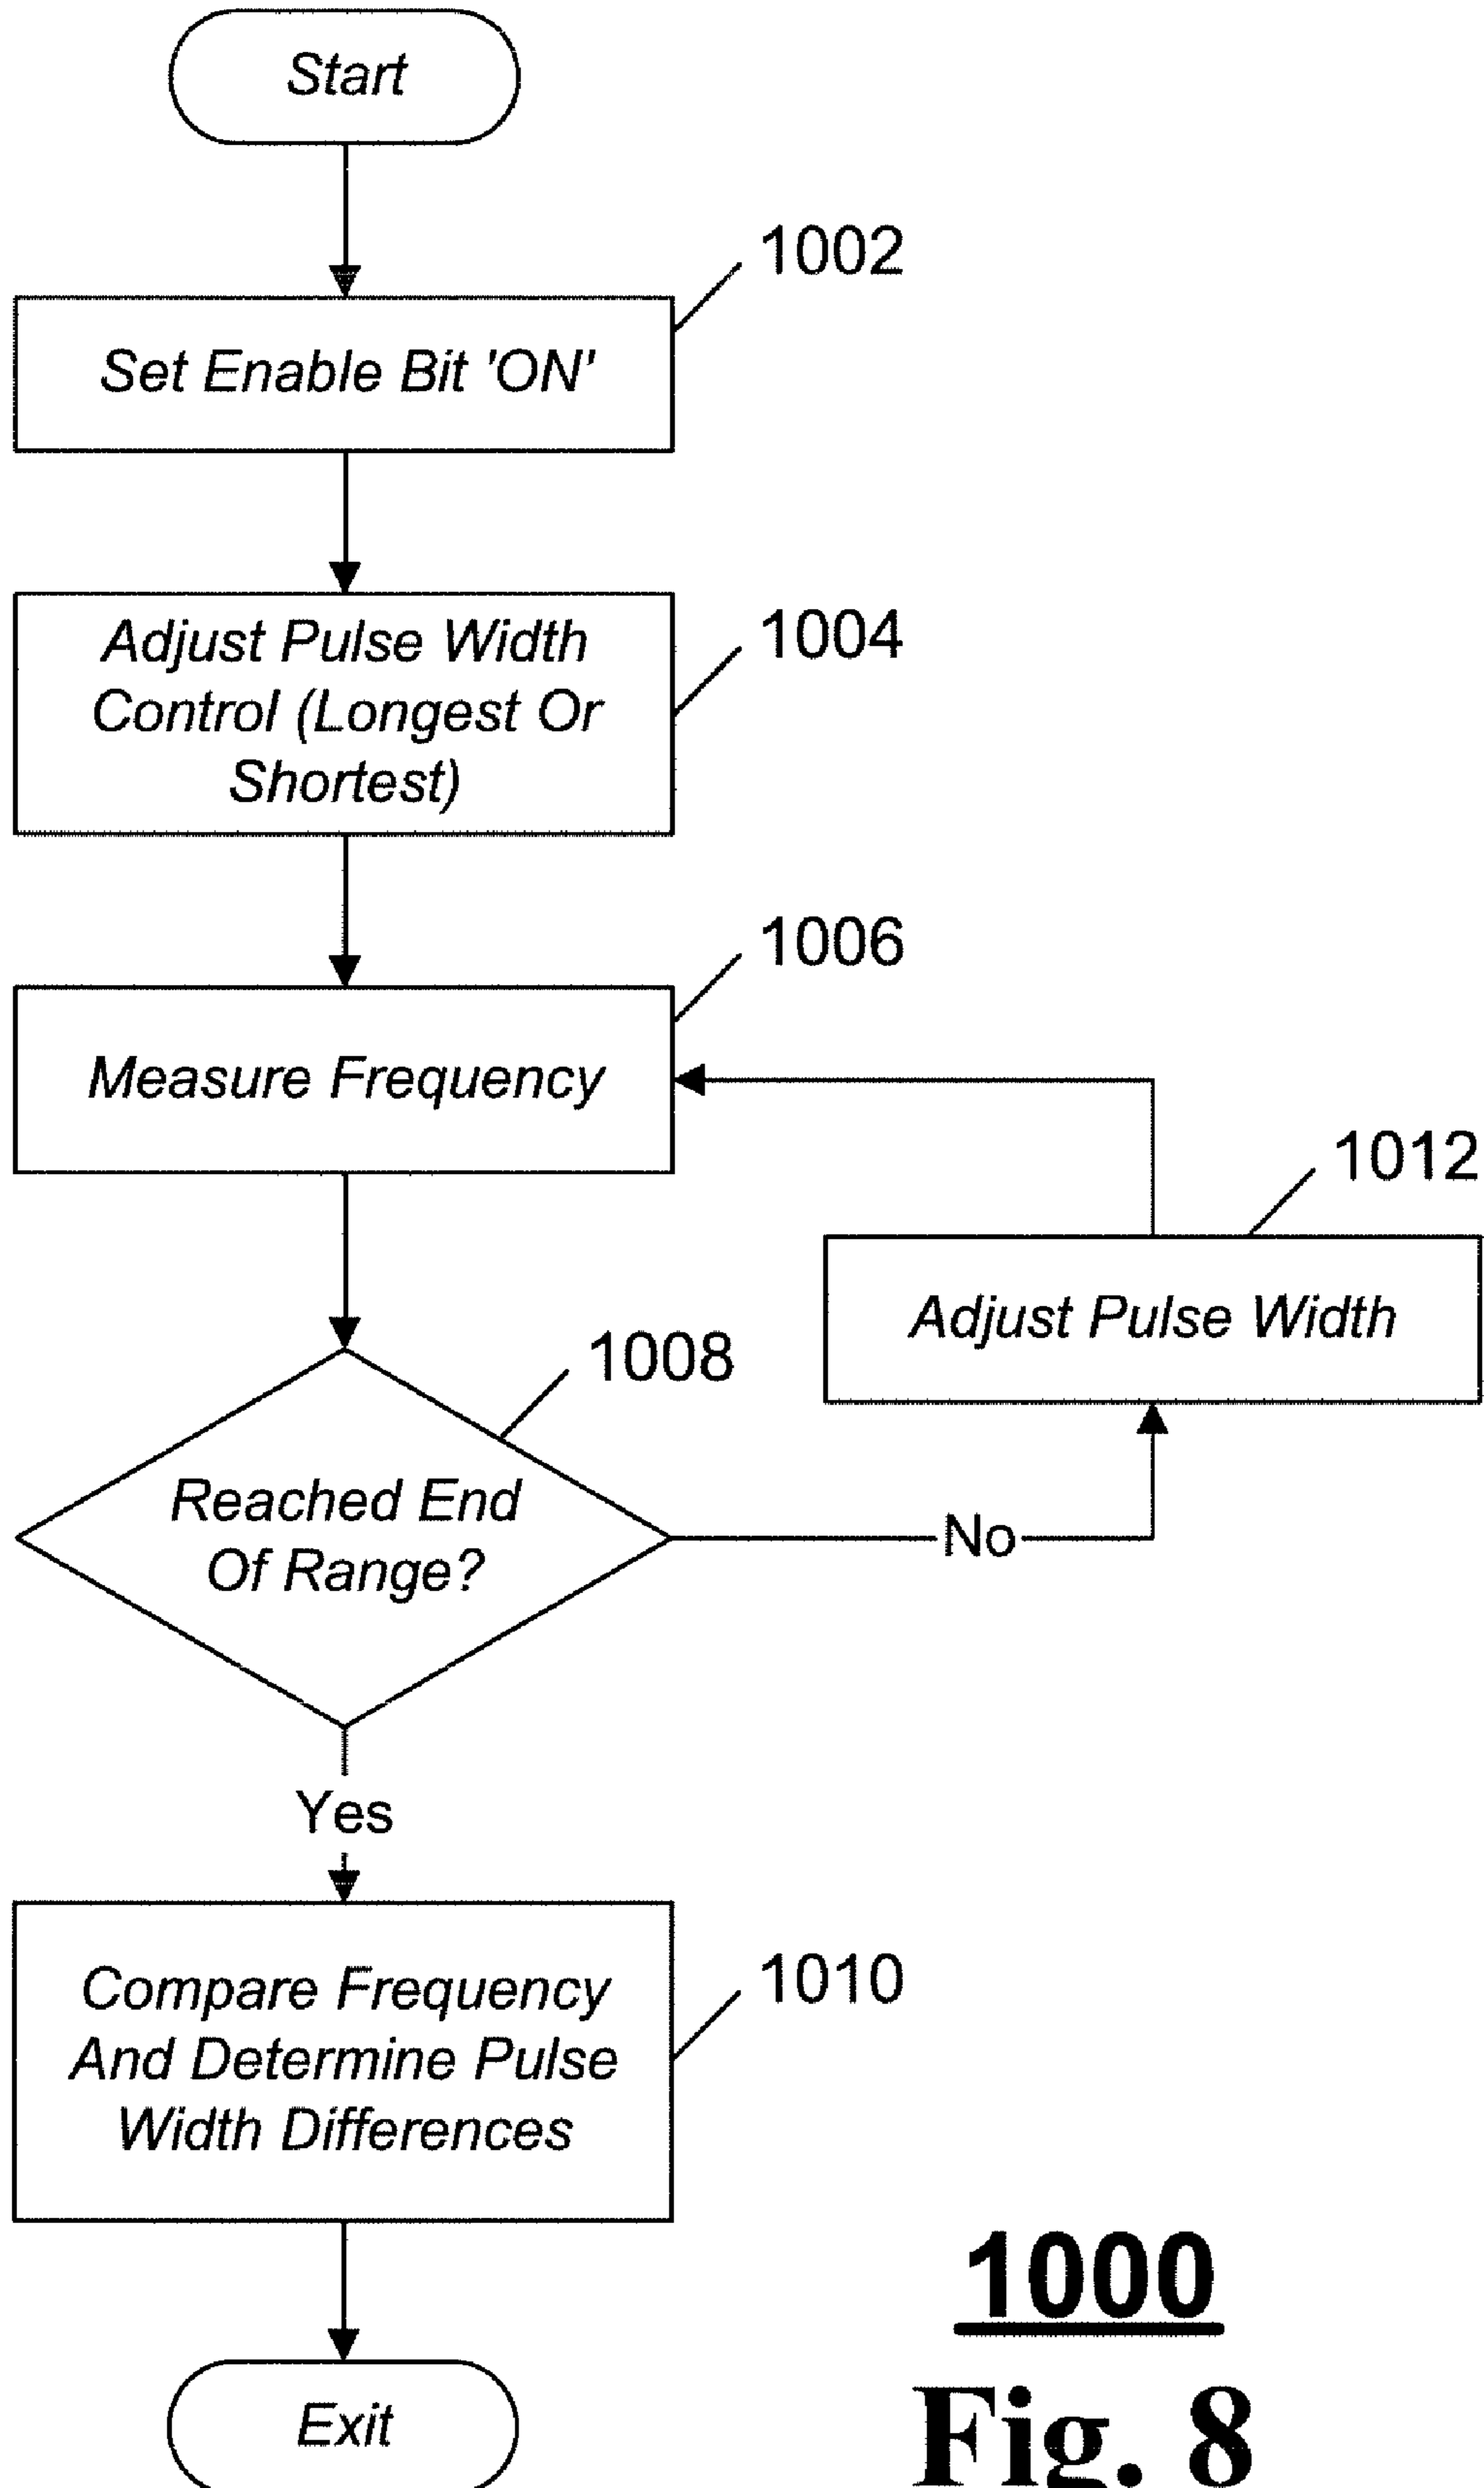 Start
1002
Set Enable Bit 'ON'
1004
Adjust Pulse Width
Control (Longest Or
Shortest)
1006
Measure Frequency
1012
Adjust Pulse Width
1008
Reached End
Of Range?
No
Yes
1010
Compare Frequency
And Determine Pulse
Width Differences
Exit
1000
Fig. 8